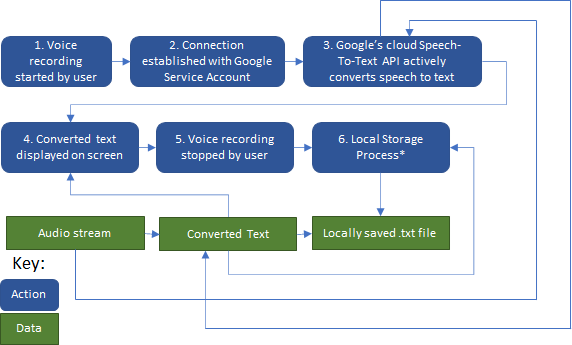 1. Voice
recording
started by user
2. Connection
established with Google
Service Account
3. Google's cloud Speech-
To-Text API actively
converts speech to text
4. Converted text
displayed on screen
5. Voice recording
stopped by user
6. Local Storage
Process*
Audio stream
Converted Text
Locally saved .txt file
Key:
Action
Data